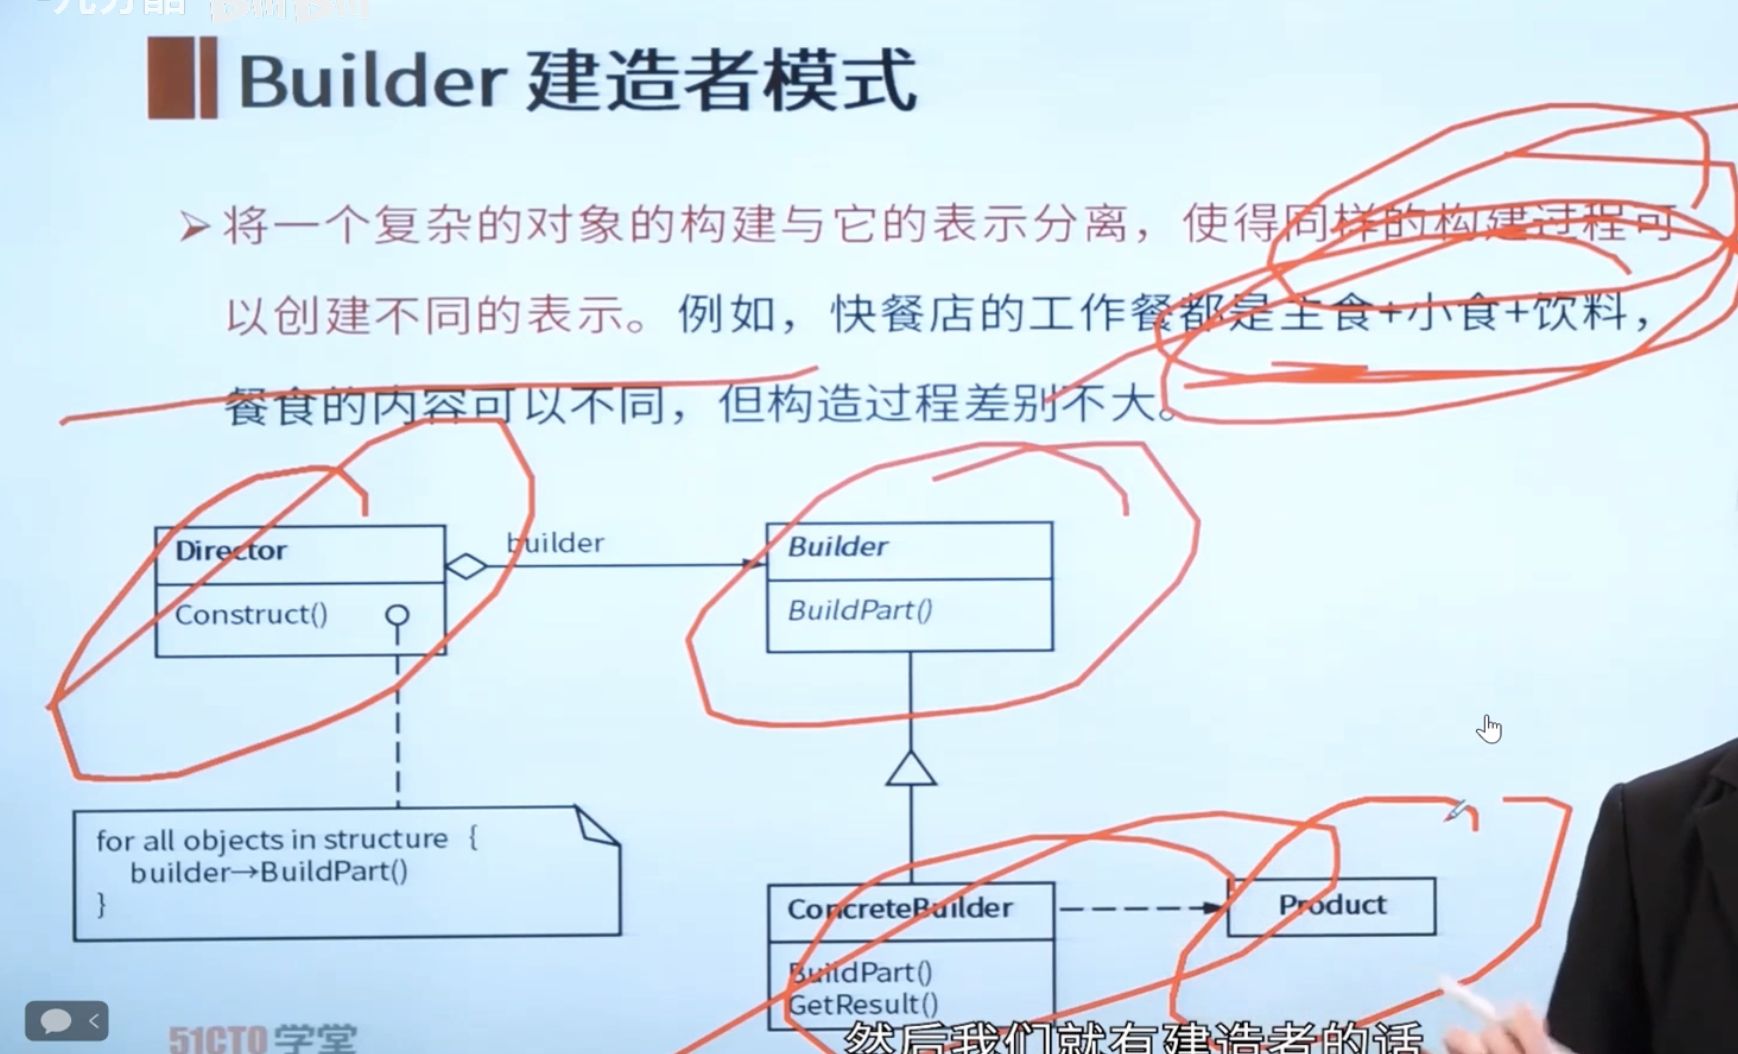 Builder 建造者模式
将一个复杂的对象的构建与它的表示分离，使得同样的构建过程可
以创建不同的表示。例如，快餐店的工作餐都是主食+小食+饮料，
餐食的内容可以不同，但构造过程差别不大。
Director
Construct()
builder
Builder
BuildPart()
for all objects in structure {
builder→BuildPart()
}
ConcreteBuilder
BuildPart()
GetResult()
Product
51CTO学堂
然后我们就有建造者的话